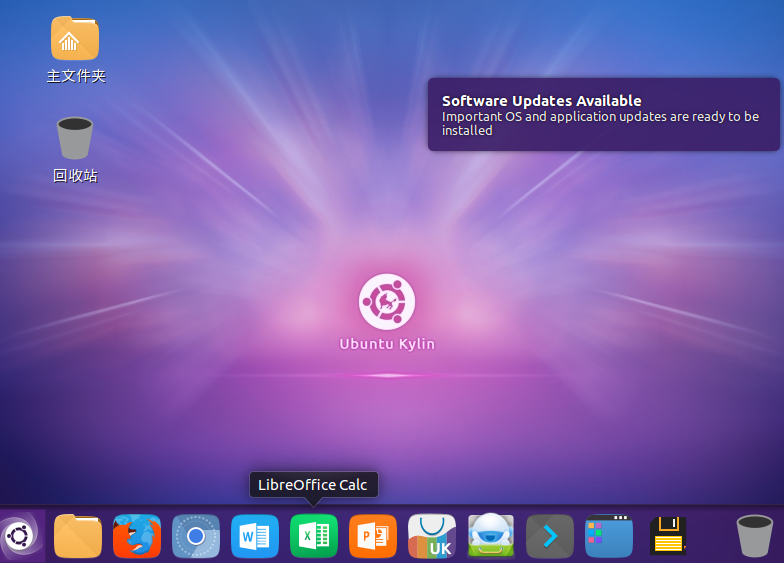 主文件夹
Software Updates Available
Important OS and application updates are ready to be
installed
回收站
Ubuntu Kylin
LibreOffice Calc
W
X
P
UK